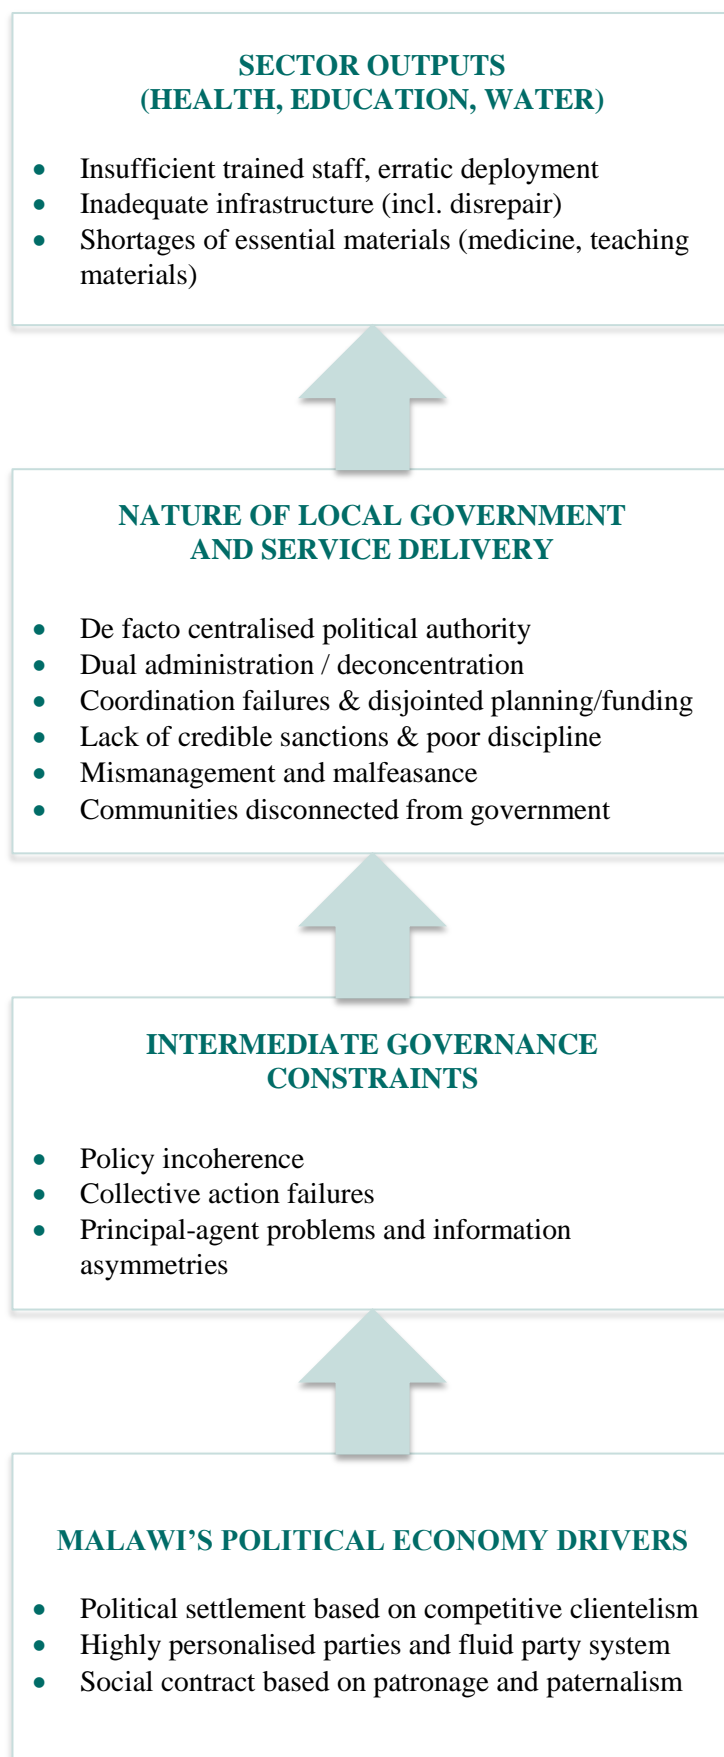 SECTOR OUTPUTS
(HEALTH, EDUCATION, WATER)
• Insufficient trained staff, erratic deployment
• Inadequate infrastructure (incl. disrepair)
• Shortages of essential materials (medicine, teaching
materials)
NATURE OF LOCAL GOVERNMENT
AND SERVICE DELIVERY
• De facto centralised political authority
• Dual administration / deconcentration
• Coordination failures & disjointed planning/funding
• Lack of credible sanctions & poor discipline
• Mismanagement and malfeasance
• Communities disconnected from government
INTERMEDIATE GOVERNANCE
CONSTRAINTS
• Policy incoherence
• Collective action failures
• Principal-agent problems and information
asymmetries
MALAWI’S POLITICAL ECONOMY DRIVERS
• Political settlement based on competitive clientelism
• Highly personalised parties and fluid party system
• Social contract based on patronage and paternalism